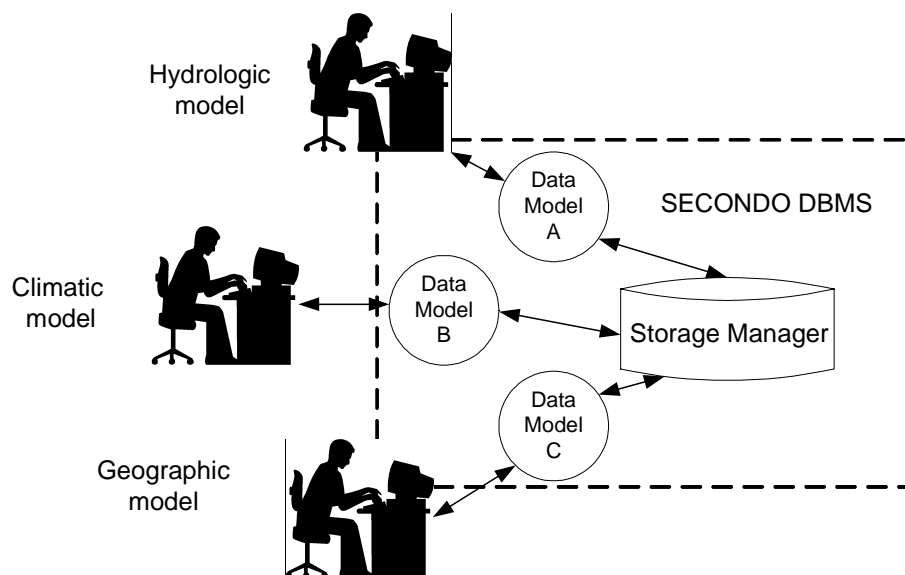 Hydrologic
model
Data
Model
A
SECONDO DBMS
Climatic
model
Data
Model
B
Storage Manager
Data
Model
C
Geographic
model